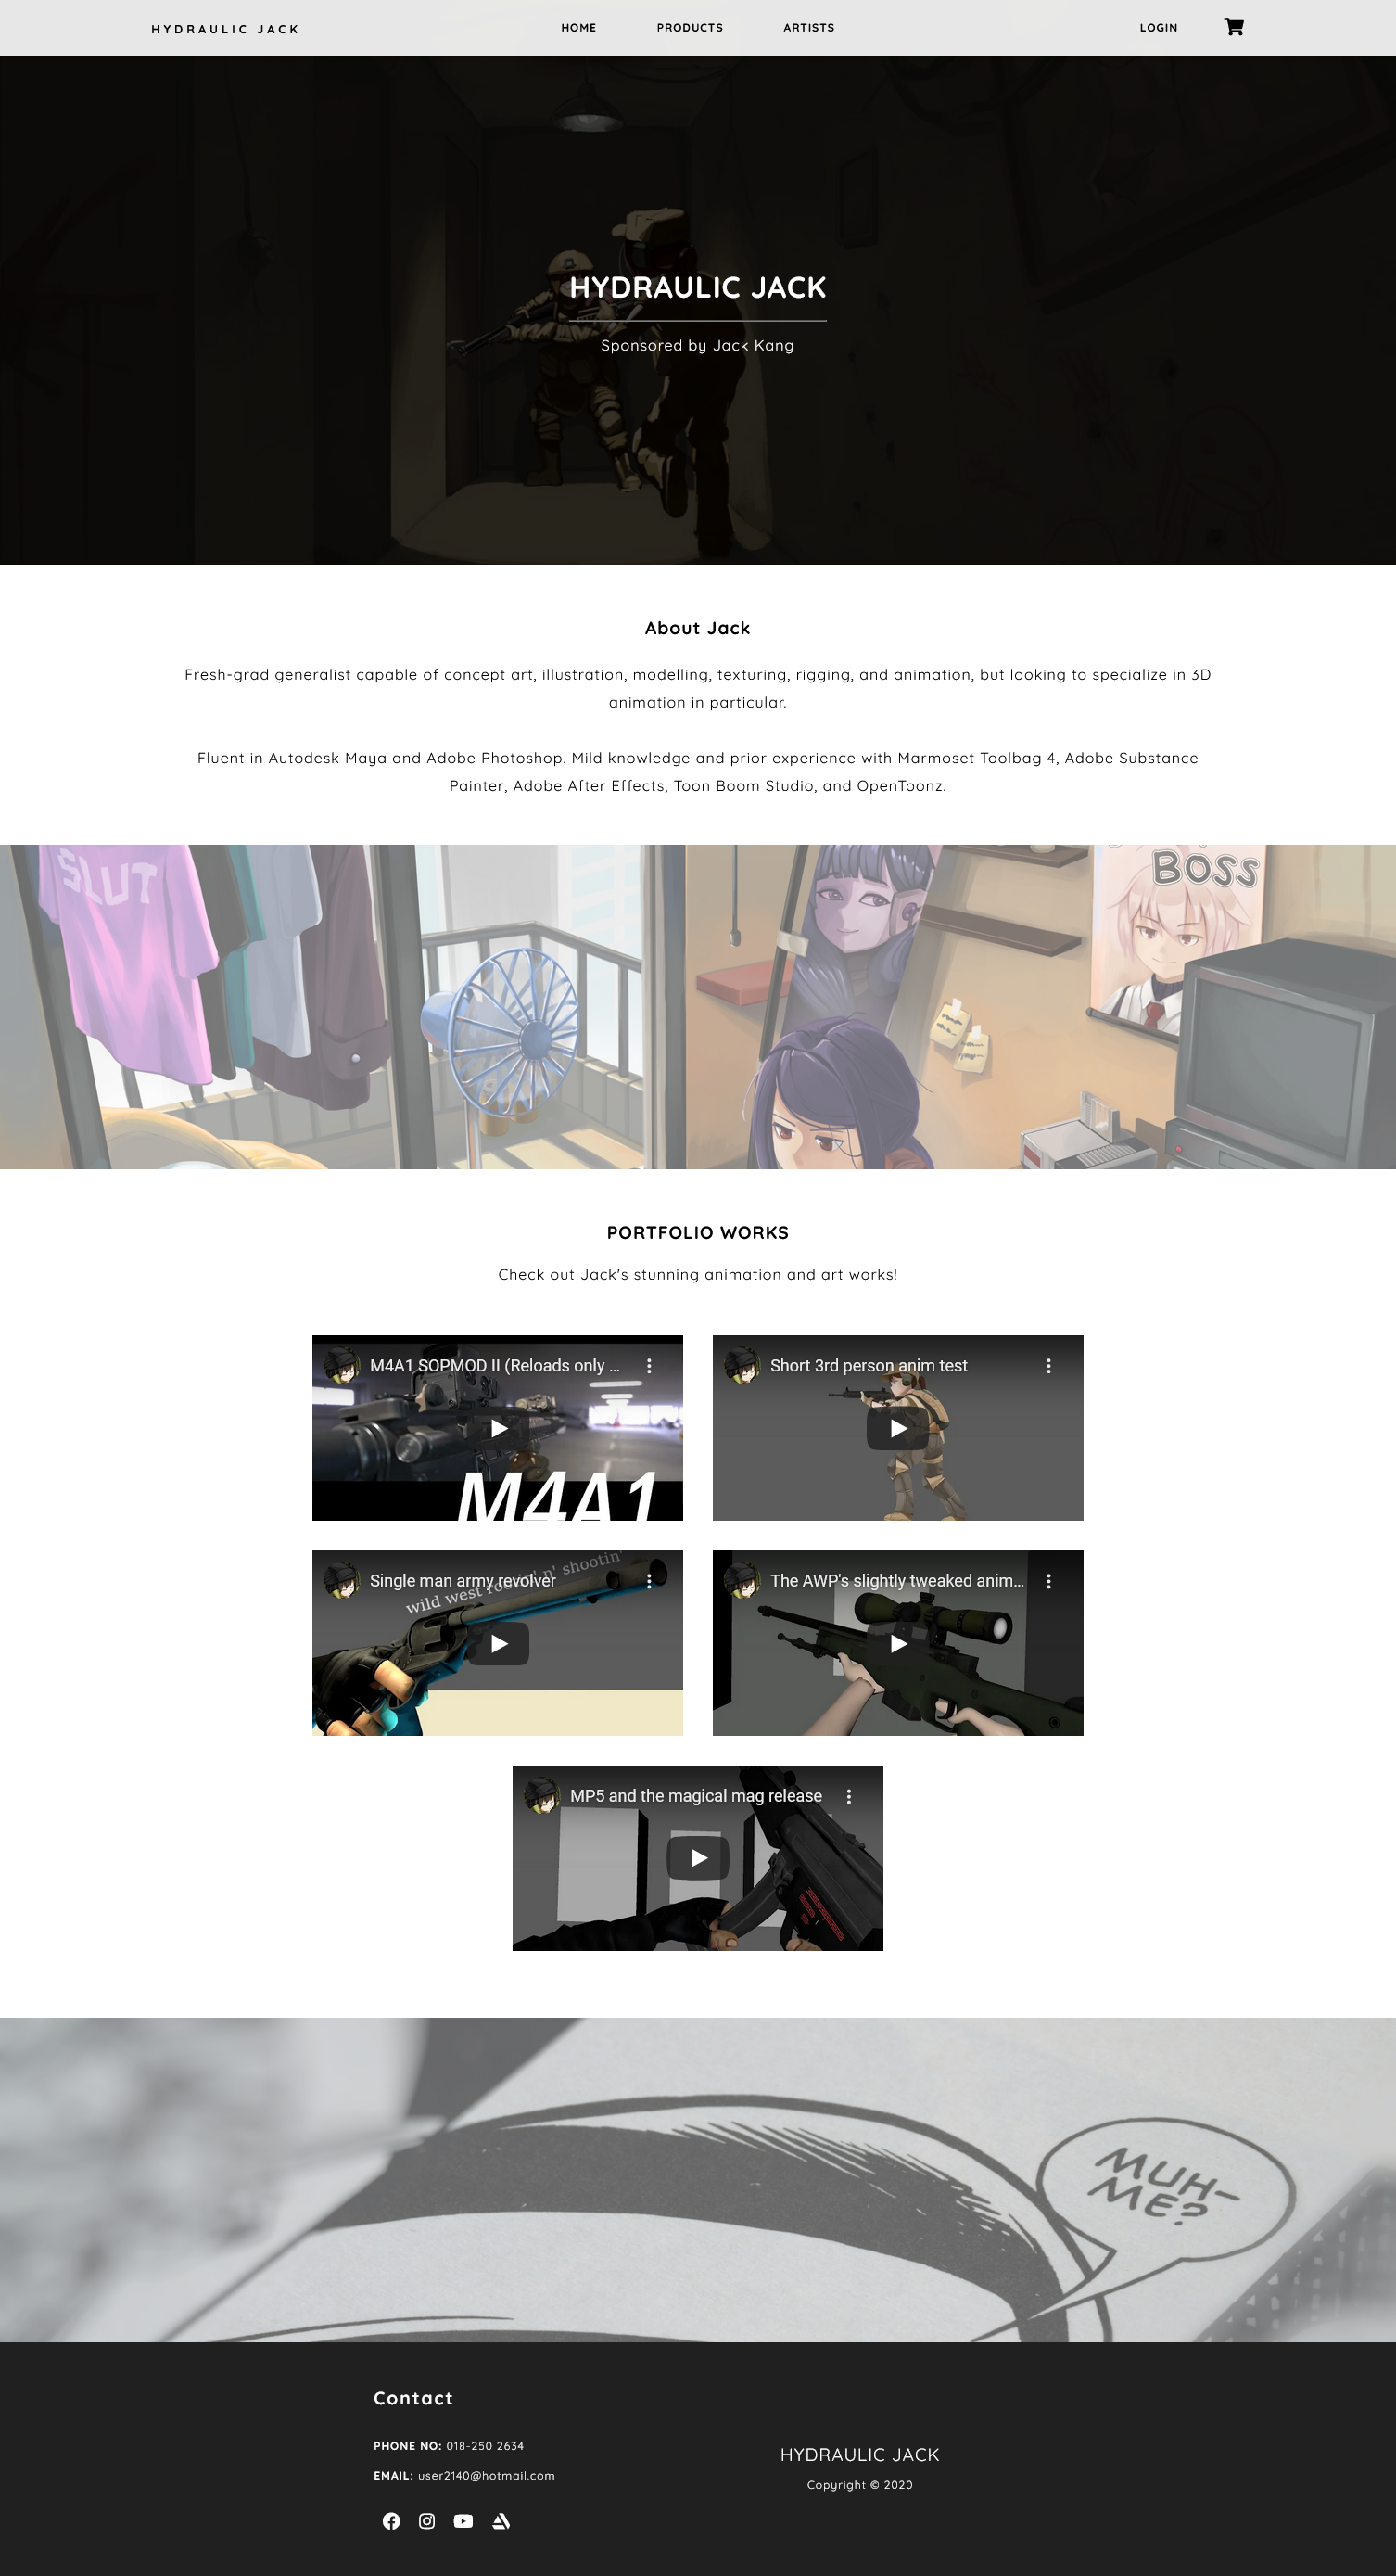 HYDRAULIC JACK
HOME
PRODUCTS
ARTISTS
LOGIN
HYDRAULIC JACK
Sponsored by Jack Kang
About Jack
Fresh-grad generalist capable of concept art, illustration, modelling, texturing, rigging, and animation, but looking to specialize in 3D
animation in particular.
Fluent in Autodesk Maya and Adobe Photoshop. Mild knowledge and prior experience with Marmoset Toolbag 4, Adobe Substance
Painter, Adobe After Effects, Toon Boom Studio, and OpenToonz.
SLUT
BOSS
PORTFOLIO WORKS
Check out Jack's stunning animation and art works!
M4A1 SOPMOD II (Reloads only ...
M4A1
Short 3rd person anim test
Single man army revolver
wild west n' shootin'
The AWP's slightly tweaked anim...
MP5 and the magical mag release
MUH-
ME?
Contact
PHONE NO: 018-250 2634
EMAIL: user2140@hotmail.com
HYDRAULIC JACK
Copyright © 2020